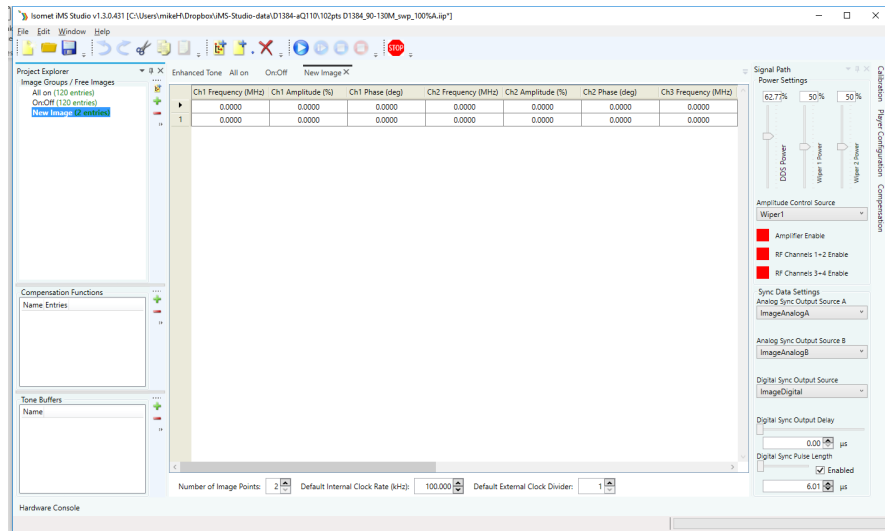 Isomet iMS Studio v1.3.0.431 [C:\Users\mikeH\Dropbox\iMS-Studio-data\D1384-aQ110\102pts D1384_90-130M_swp_100%A.iip*]
File Edit Window Help
STOP
Project Explorer
Image Groups / Free Images
All on (120 entries)
On:Off (120 entries)
New Image (2 entries)
Compensation Functions
Name Entries
Tone Buffers
Name
Enhanced Tone All on On:Off New Image
Ch1 Frequency (MHz) Ch1 Amplitude (%) Ch1 Phase (deg) Ch2 Frequency (MHz) Ch2 Amplitude (%) Ch2 Phase (deg) Ch3 Frequency (MHz)
0.0000 0.0000 0.0000 0.0000 0.0000 0.0000 0.0000
1 0.0000 0.0000 0.0000 0.0000 0.0000 0.0000 0.0000
Number of Image Points: 2 Default Internal Clock Rate (kHz): 100.000 Default External Clock Divider: 1
Signal Path
Power Settings
62.77% 50 % 50 %
DDS Power
Wiper 1 Power
Wiper 2 Power
Amplitude Control Source
Wiper1
Amplifier Enable
RF Channels 1+2 Enable
RF Channels 3+4 Enable
Sync Data Settings
Analog Sync Output Source A
ImageAnalogA
Analog Sync Output Source B
ImageAnalogB
Digital Sync Output Source
ImageDigital
Digital Sync Output Delay
0.00 µs
Digital Sync Pulse Length
Enabled
6.01 µs
Calibration
Player Configuration
Compensation
Hardware Console